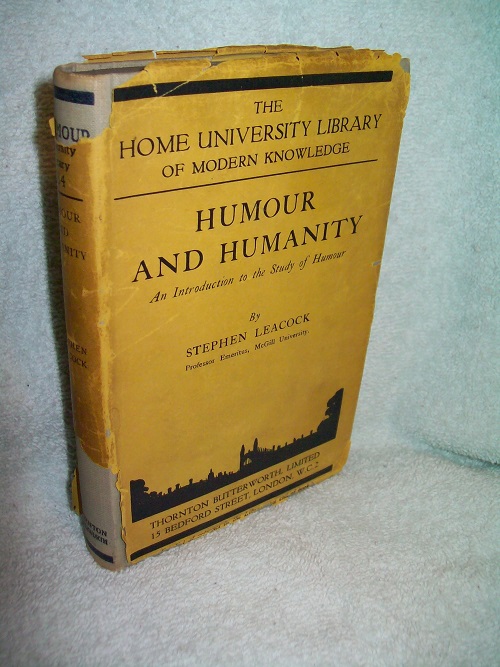 THE
HOME UNIVERSITY LIBRARY
OF MODERN KNOWLEDGE
HUMOUR
AND HUMANITY
An Introduction to the Study of Humour
By
STEPHEN LEACOCK
Professor Emeritus, McGill University.
THORNTON BUTTERWORTH, LIMITED
15 BEDFORD STREET, LONDON, W.C.2